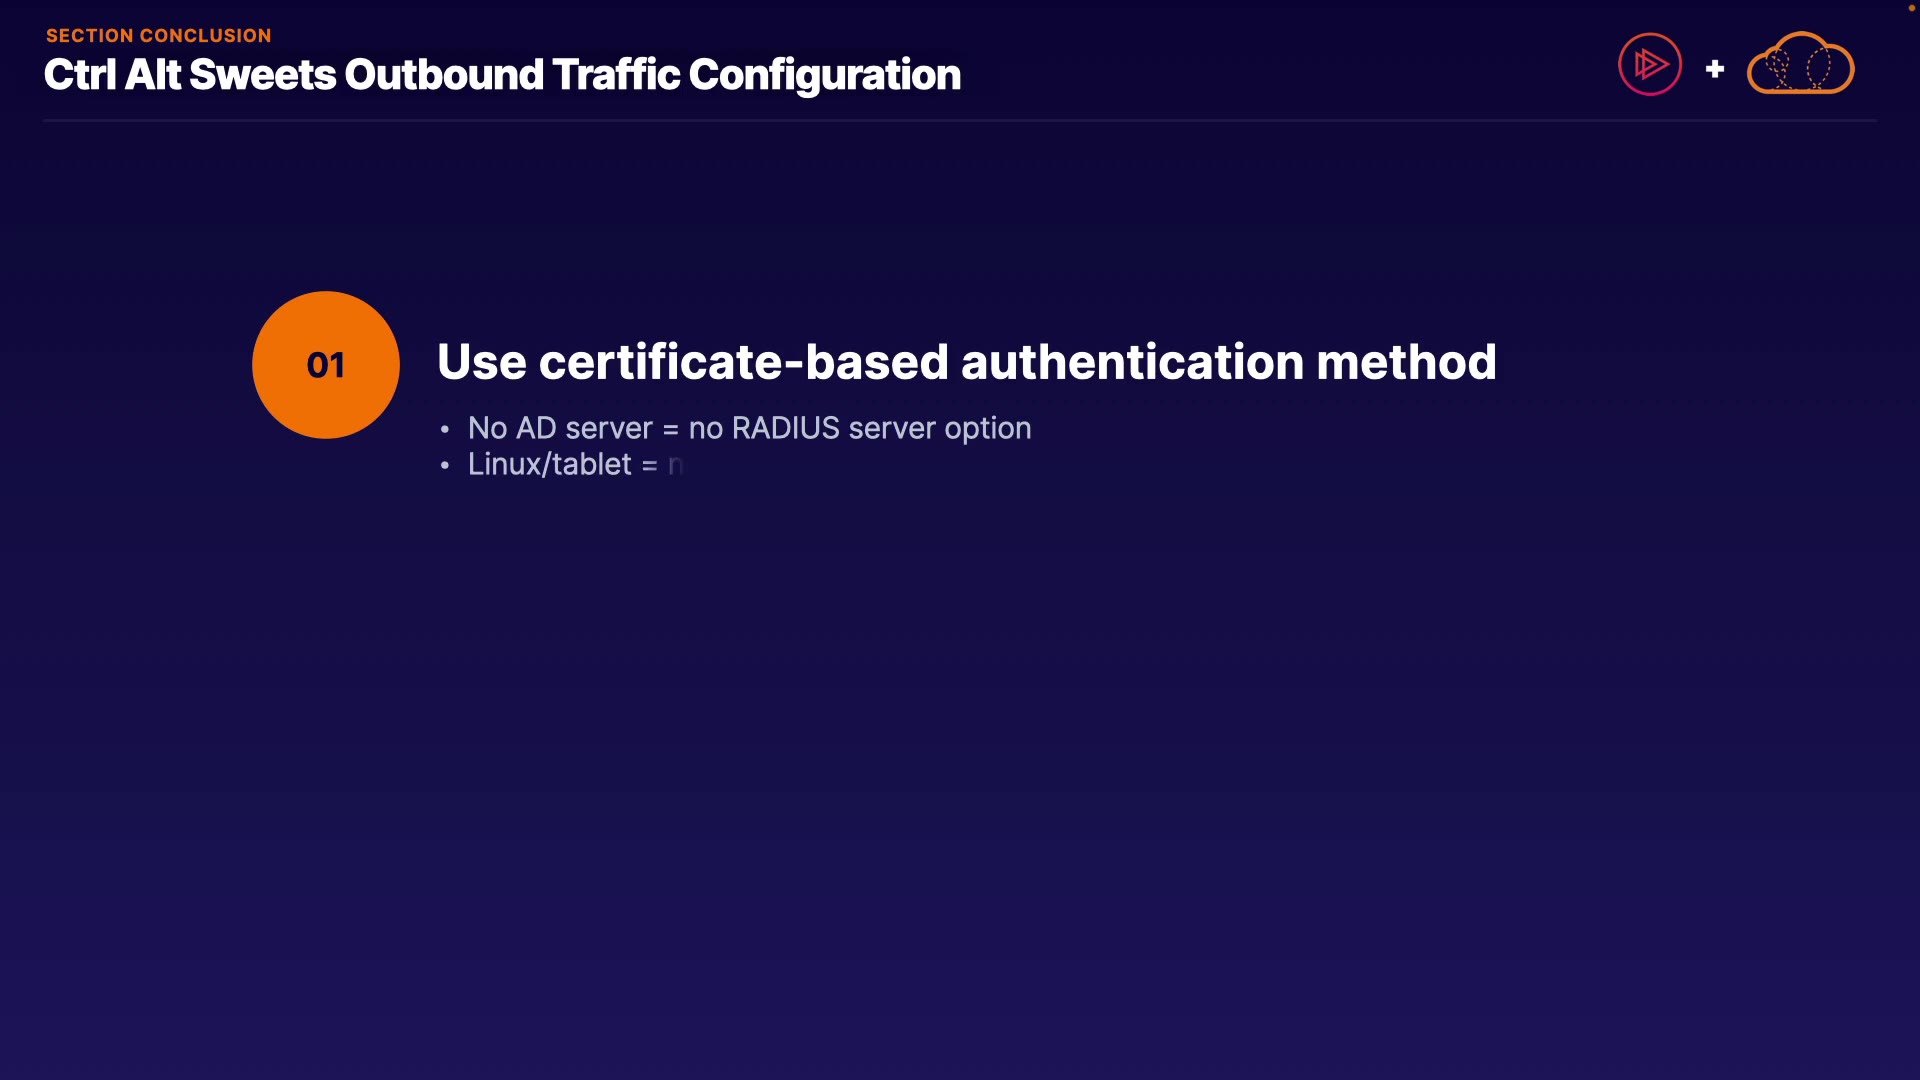 SECTION CONCLUSION
Ctrl Alt Sweets Outbound Traffic Configuration
+
01
Use certificate-based authentication method
• No AD server = no RADIUS server option
• Linux/tablet =